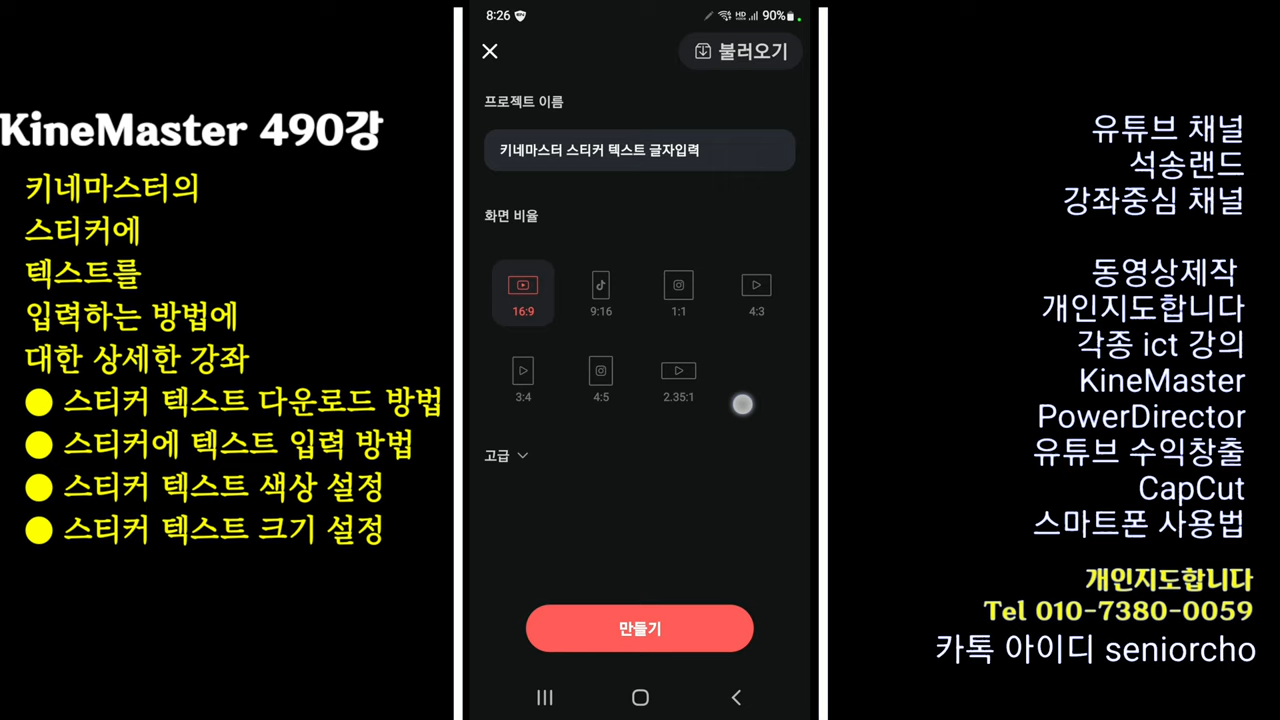 KineMaster 490강
키네마스터의
스티커에
텍스트를
입력하는 방법에
대한 상세한 강좌
● 스티커 텍스트 다운로드 방법
● 스티커에 텍스트 입력 방법
● 스티커 텍스트 색상 설정
● 스티커 텍스트 크기 설정
8:26
90%
불러오기
프로젝트 이름
키네마스터 스티커 텍스트 글자입력
화면 비율
16:9
9:16
1:1
4:3
3:4
4:5
2.35:1
고급
만들기
유튜브 채널
석송랜드
강좌중심 채널
동영상제작
개인지도합니다
각종 ict 강의
KineMaster
PowerDirector
유튜브 수익창출
CapCut
스마트폰 사용법
개인지도합니다
Tel 010-7380-0059
카톡 아이디 seniorcho